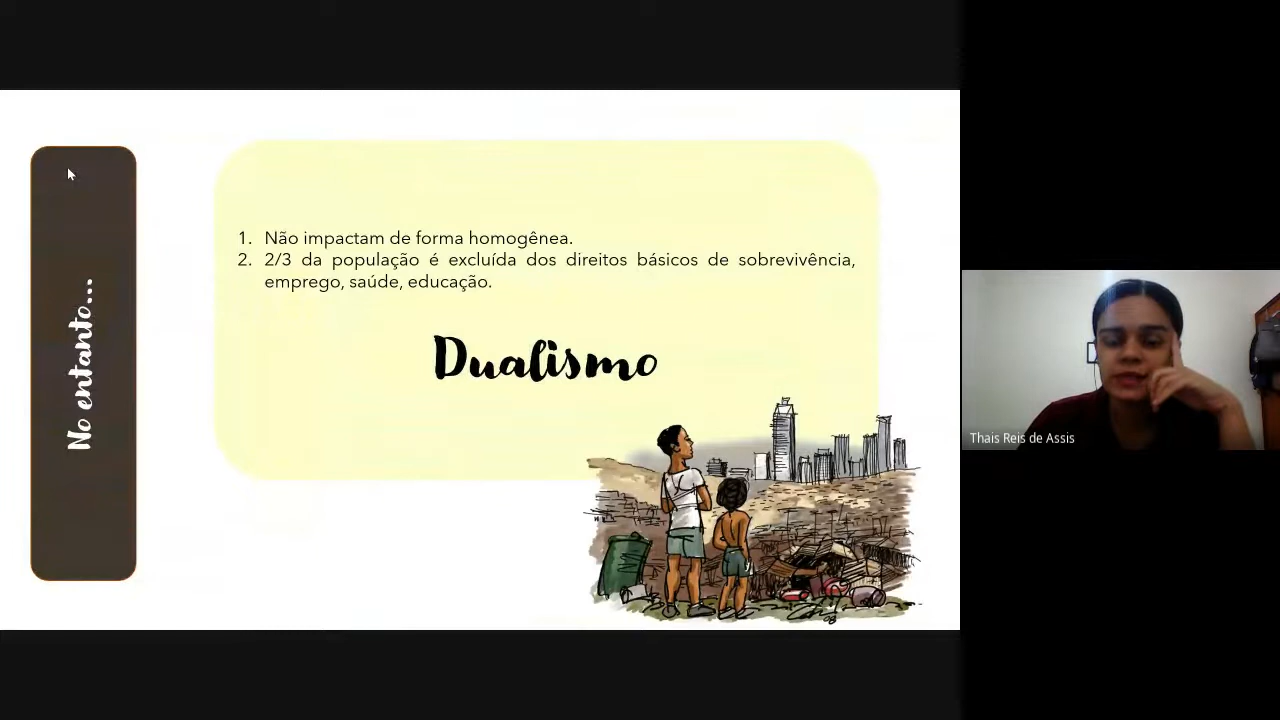 No entanto...
1. Não impactam de forma homogênea.
2. 2/3 da população é excluída dos direitos básicos de sobrevivência,
emprego, saúde, educação.
Dualismo
Thais Reis de Assis